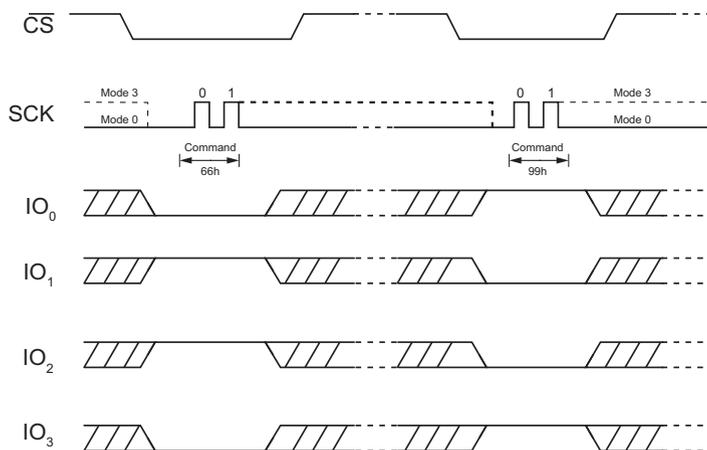 CS
SCK
Mode 3
Mode 0
0 1
Command
66h
0 1
Mode 3
Mode 0
Command
99h
IO0
IO1
IO2
IO3